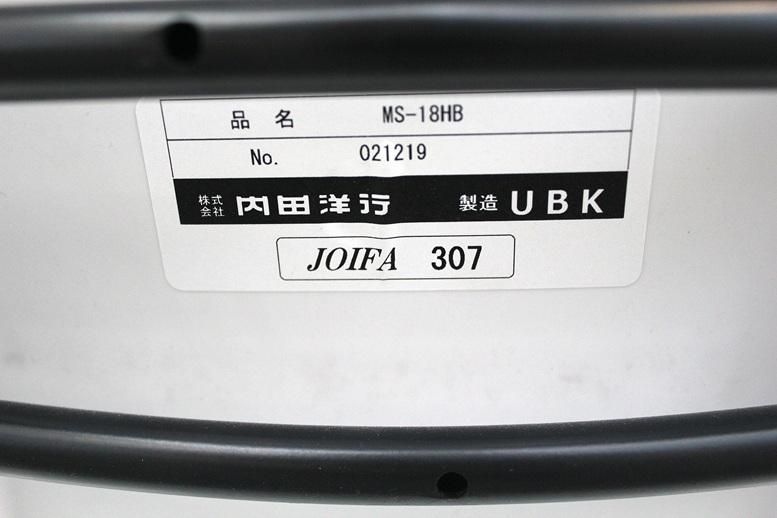 品名 MS-18HB
No. 021219
株式会社 内田洋行 製造 UBK
JOIFA 307